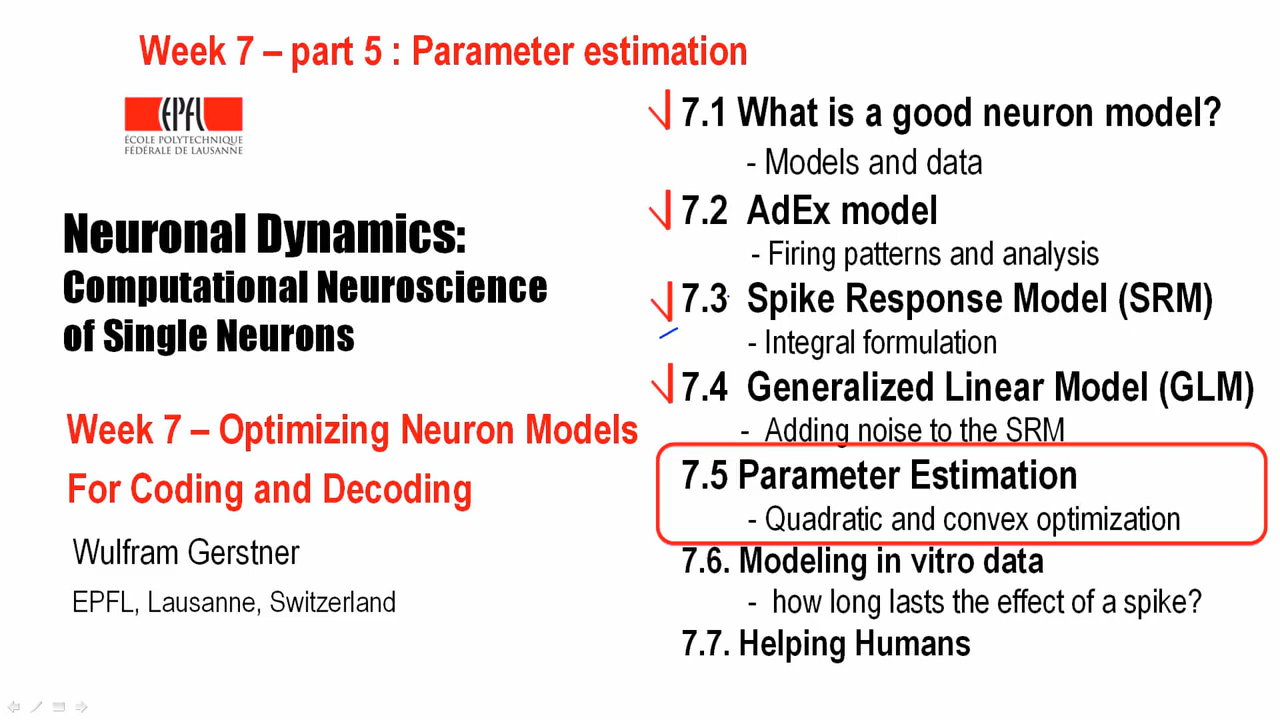 Week 7 – part 5 : Parameter estimation
EPFL
ÉCOLE POLYTECHNIQUE
FÉDÉRALE DE LAUSANNE
Neuronal Dynamics:
Computational Neuroscience
of Single Neurons
Week 7 – Optimizing Neuron Models
For Coding and Decoding
Wulfram Gerstner
EPFL, Lausanne, Switzerland
7.1 What is a good neuron model?
- Models and data
7.2 AdEx model
- Firing patterns and analysis
7.3 Spike Response Model (SRM)
- Integral formulation
7.4 Generalized Linear Model (GLM)
- Adding noise to the SRM
7.5 Parameter Estimation
- Quadratic and convex optimization
7.6. Modeling in vitro data
- how long lasts the effect of a spike?
7.7. Helping Humans